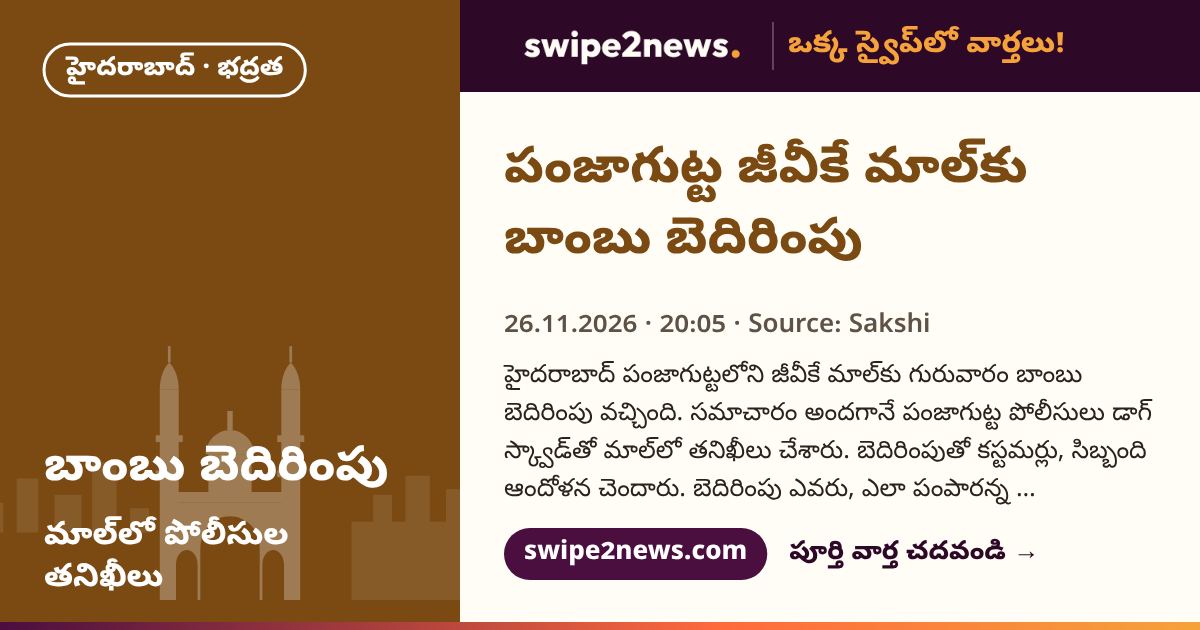 హైదరాబాద్ · భద్రత
బాంబు బెదిరింపు
మాల్‌లో పోలీసుల
తనిఖీలు
swipe2news.
ఒక్క స్వైప్‌లో వార్తలు!
పంజాగుట్ట జీవీకే మాల్‌కు
బాంబు బెదిరింపు
26.11.2026 · 20:05 · Source: Sakshi
హైదరాబాద్ పంజాగుట్టలోని జీవీకే మాల్‌కు గురువారం బాంబు
బెదిరింపు వచ్చింది. సమాచారం అందగానే పంజాగుట్ట పోలీసులు డాగ్
స్క్వాడ్‌తో మాల్‌లో తనిఖీలు చేశారు. బెదిరింపుతో కస్టమర్లు, సిబ్బంది
ఆందోళన చెందారు. బెదిరింపు ఎవరు, ఎలా పంపారన్న ...
swipe2news.com
పూర్తి వార్త చదవండి →